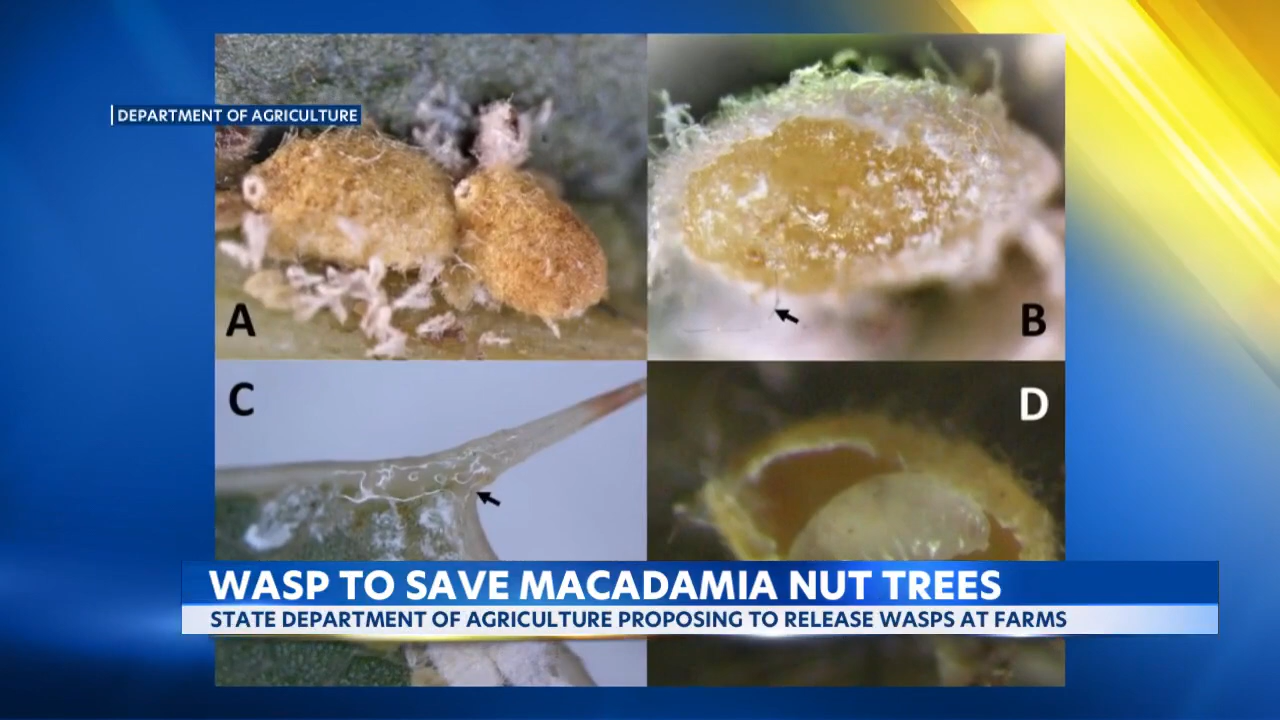 DEPARTMENT OF AGRICULTURE
A
B
C
D
WASP TO SAVE MACADAMIA NUT TREES
STATE DEPARTMENT OF AGRICULTURE PROPOSING TO RELEASE WASPS AT FARMS